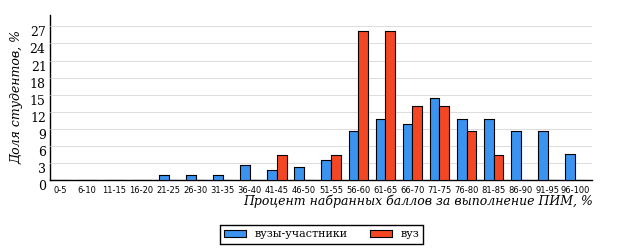 Доля студентов, %
27
24
21
18
15
12
9
6
3
0
0-5 6-10 11-15 16-20 21-25 26-30 31-35 36-40 41-45 46-50 51-55 56-60 61-65 66-70 71-75 76-80 81-85 86-90 91-95 96-100
Процент набранных баллов за выполнение ПИМ, %
вузы-участники вуз